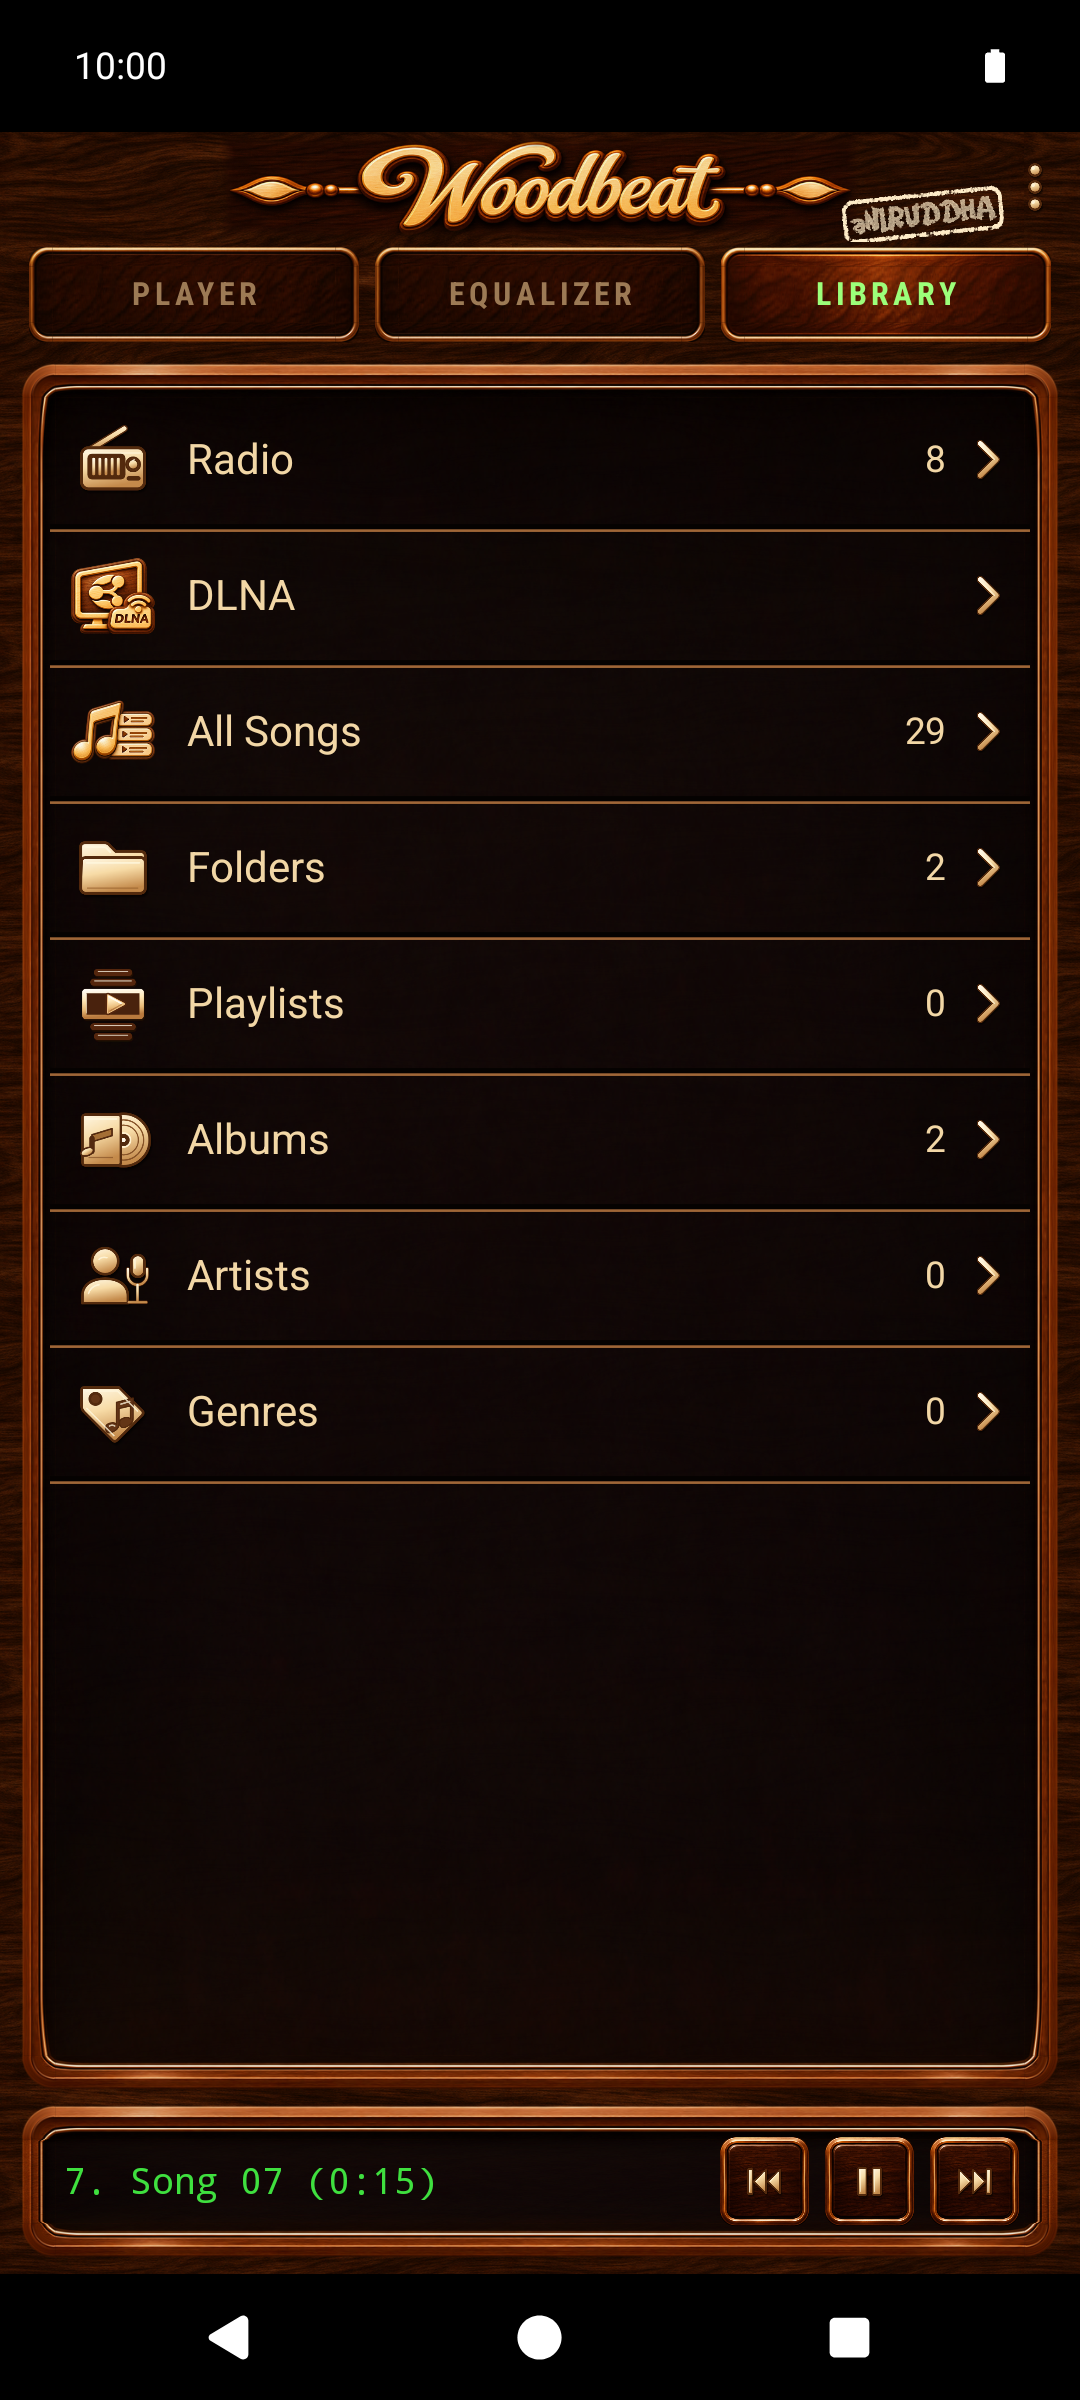 10:00
Woodbeat
aNIRUDDHA
PLAYER EQUALIZER LIBRARY
Radio 8
DLNA
DLNA
All Songs 29
Folders 2
Playlists 0
Albums 2
Artists 0
Genres 0
7. Song 07 (0:15)